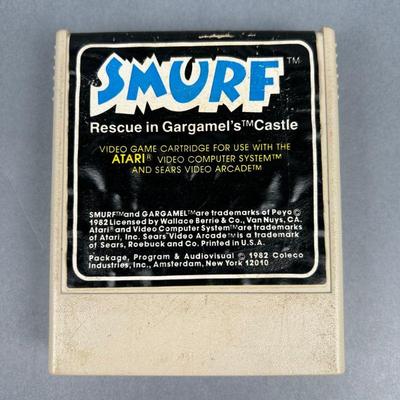 SMURF™
Rescue in Gargamel's™Castle
VIDEO GAME CARTRIDGE FOR USE WITH THE
ATARI® VIDEO COMPUTER SYSTEM™
AND SEARS VIDEO ARCADE™
SMURF™and GARGAMEL™are trademarks of Peyo©
1982 Licensed by Wallace Berrie & Co., Van Nuys, CA.
Atari® and Video Computer System™are trademarks
of Atari, Inc. Sears Video Arcade™is a trademark
of Sears, Roebuck and Co. Printed in U.S.A.
Package, Program & Audiovisual © 1982 Coleco
Industries, Inc., Amsterdam, New York 12010